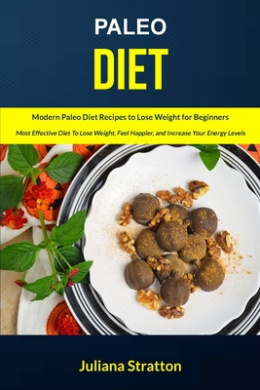 PALEO
DIET
Modern Paleo Diet Recipes to Lose Weight for Beginners
Most Effective Diet To Lose Weight, Feel Happier, and Increase Your Energy Levels
Juliana Stratton